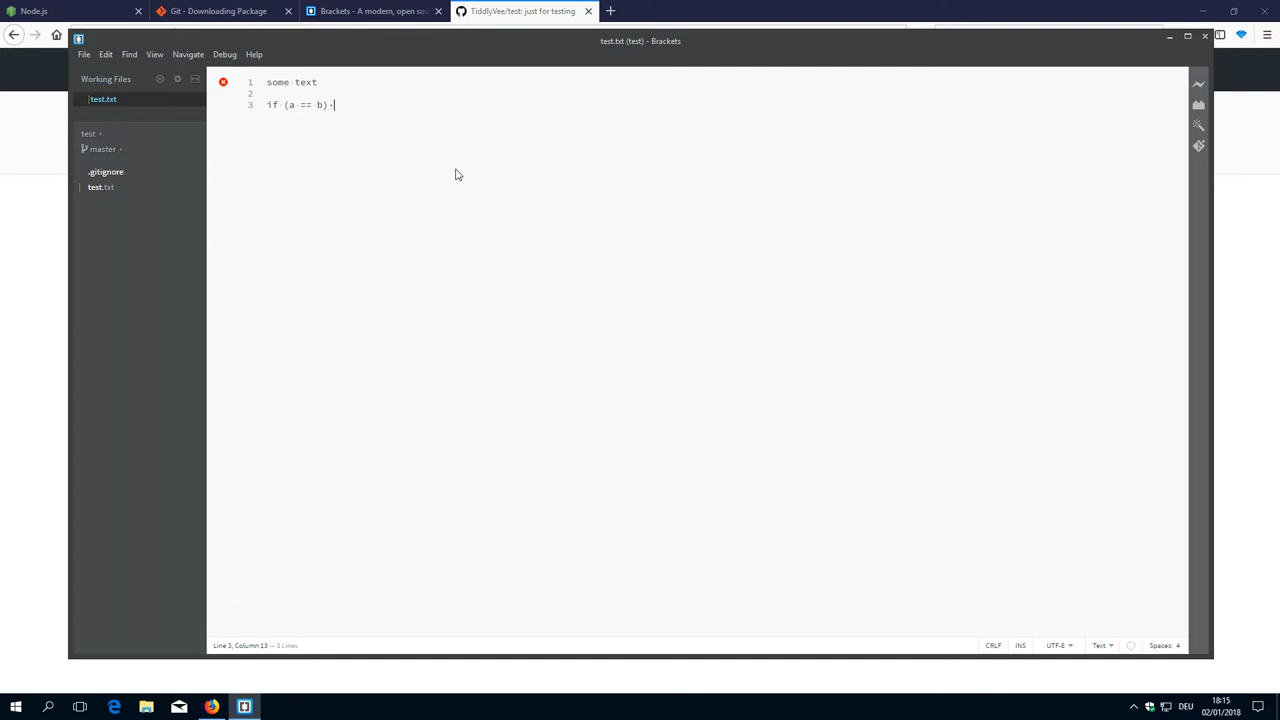 Node.js
Git - Downloading Package
Brackets - A modern, open sou
TiddlyVee/test: just for testing
test.txt (test) - Brackets
File Edit Find View Navigate Debug Help
Working Files
test.txt
test
master
.gitignore
test.txt
1 some·text
2
3 if·(a·==·b)·
Line 3, Column 13 — 3 Lines
CRLF INS UTF-8 Text Spaces: 4
DEU
18:15
02/01/2018